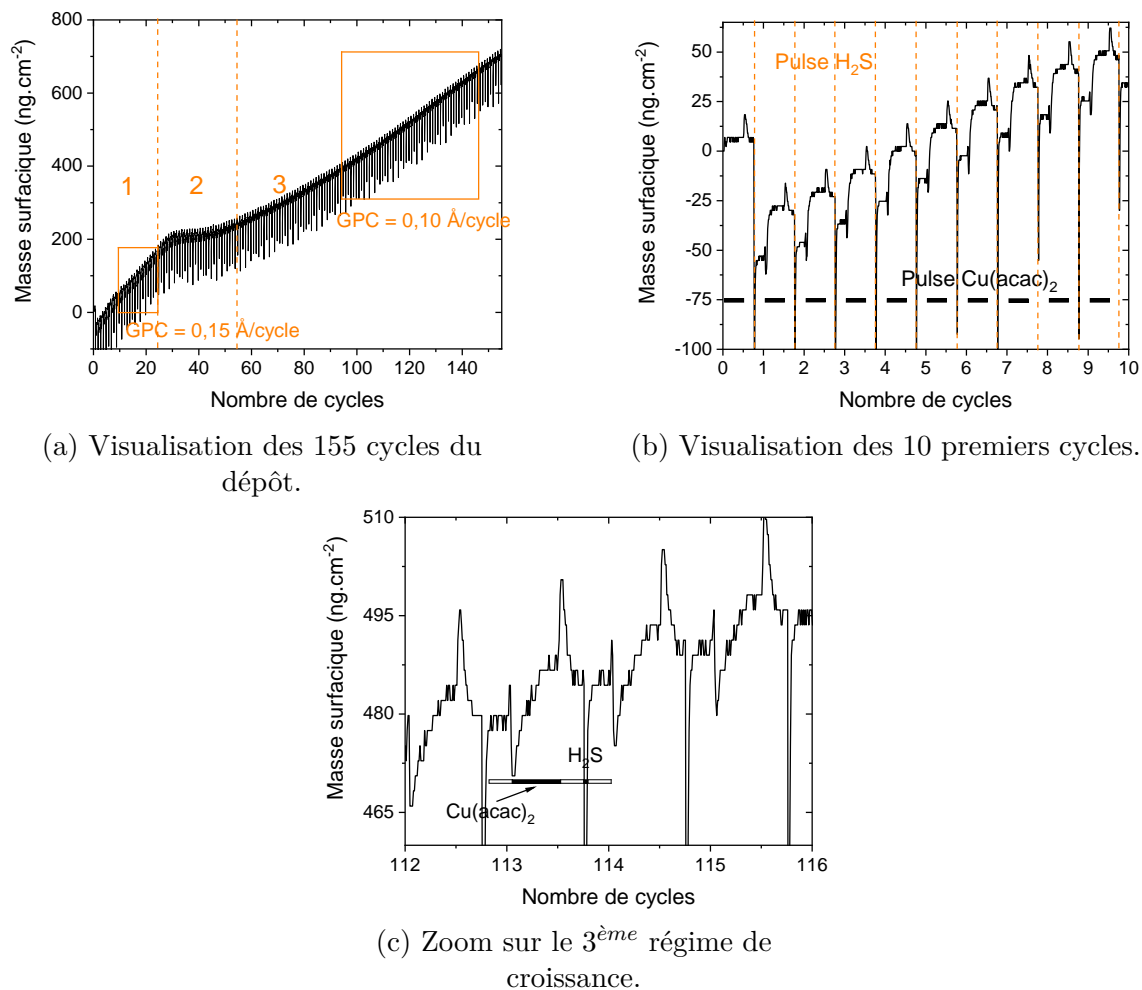 800
600
400
200
0
Masse surfacique (ng.cm-2)
1
2
3
GPC = 0,10 Å/cycle
GPC = 0,15 Å/cycle
0 20 40 60 80 100 120 140
Nombre de cycles
(a) Visualisation des 155 cycles du
dépôt.
50
25
0
-25
-50
-75
-100
Masse surfacique (ng.cm-2)
Pulse H2S
Pulse Cu(acac)2
0 1 2 3 4 5 6 7 8 9 10
Nombre de cycles
(b) Visualisation des 10 premiers cycles.
510
495
480
465
Masse surfacique (ng.cm-2)
H2S
Cu(acac)2
112 113 114 115 116
Nombre de cycles
(c) Zoom sur le 3ème régime de
croissance.